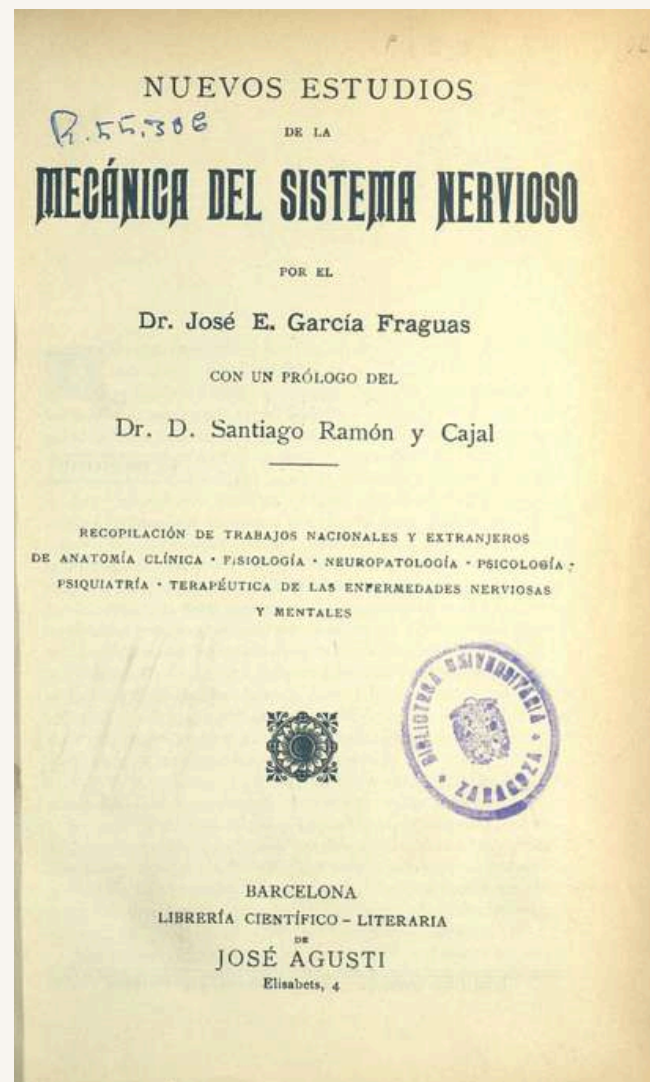 NUEVOS ESTUDIOS
R.55.306
DE LA
MECÁNICA DEL SISTEMA NERVIOSO
POR EL
Dr. José E. García Fraguas
CON UN PRÓLOGO DEL
Dr. D. Santiago Ramón y Cajal
RECOPILACIÓN DE TRABAJOS NACIONALES Y EXTRANJEROS
DE ANATOMÍA CLÍNICA · FISIOLOGÍA · NEUROPATOLOGÍA · PSICOLOGÍA ·
PSIQUIATRÍA · TERAPÉUTICA DE LAS ENFERMEDADES NERVIOSAS
Y MENTALES
BIBLIOTECA UNIVERSITARIA
· ZARAGOZA ·
BARCELONA
LIBRERÍA CIENTÍFICO - LITERARIA
DE
JOSÉ AGUSTI
Elisabets, 4